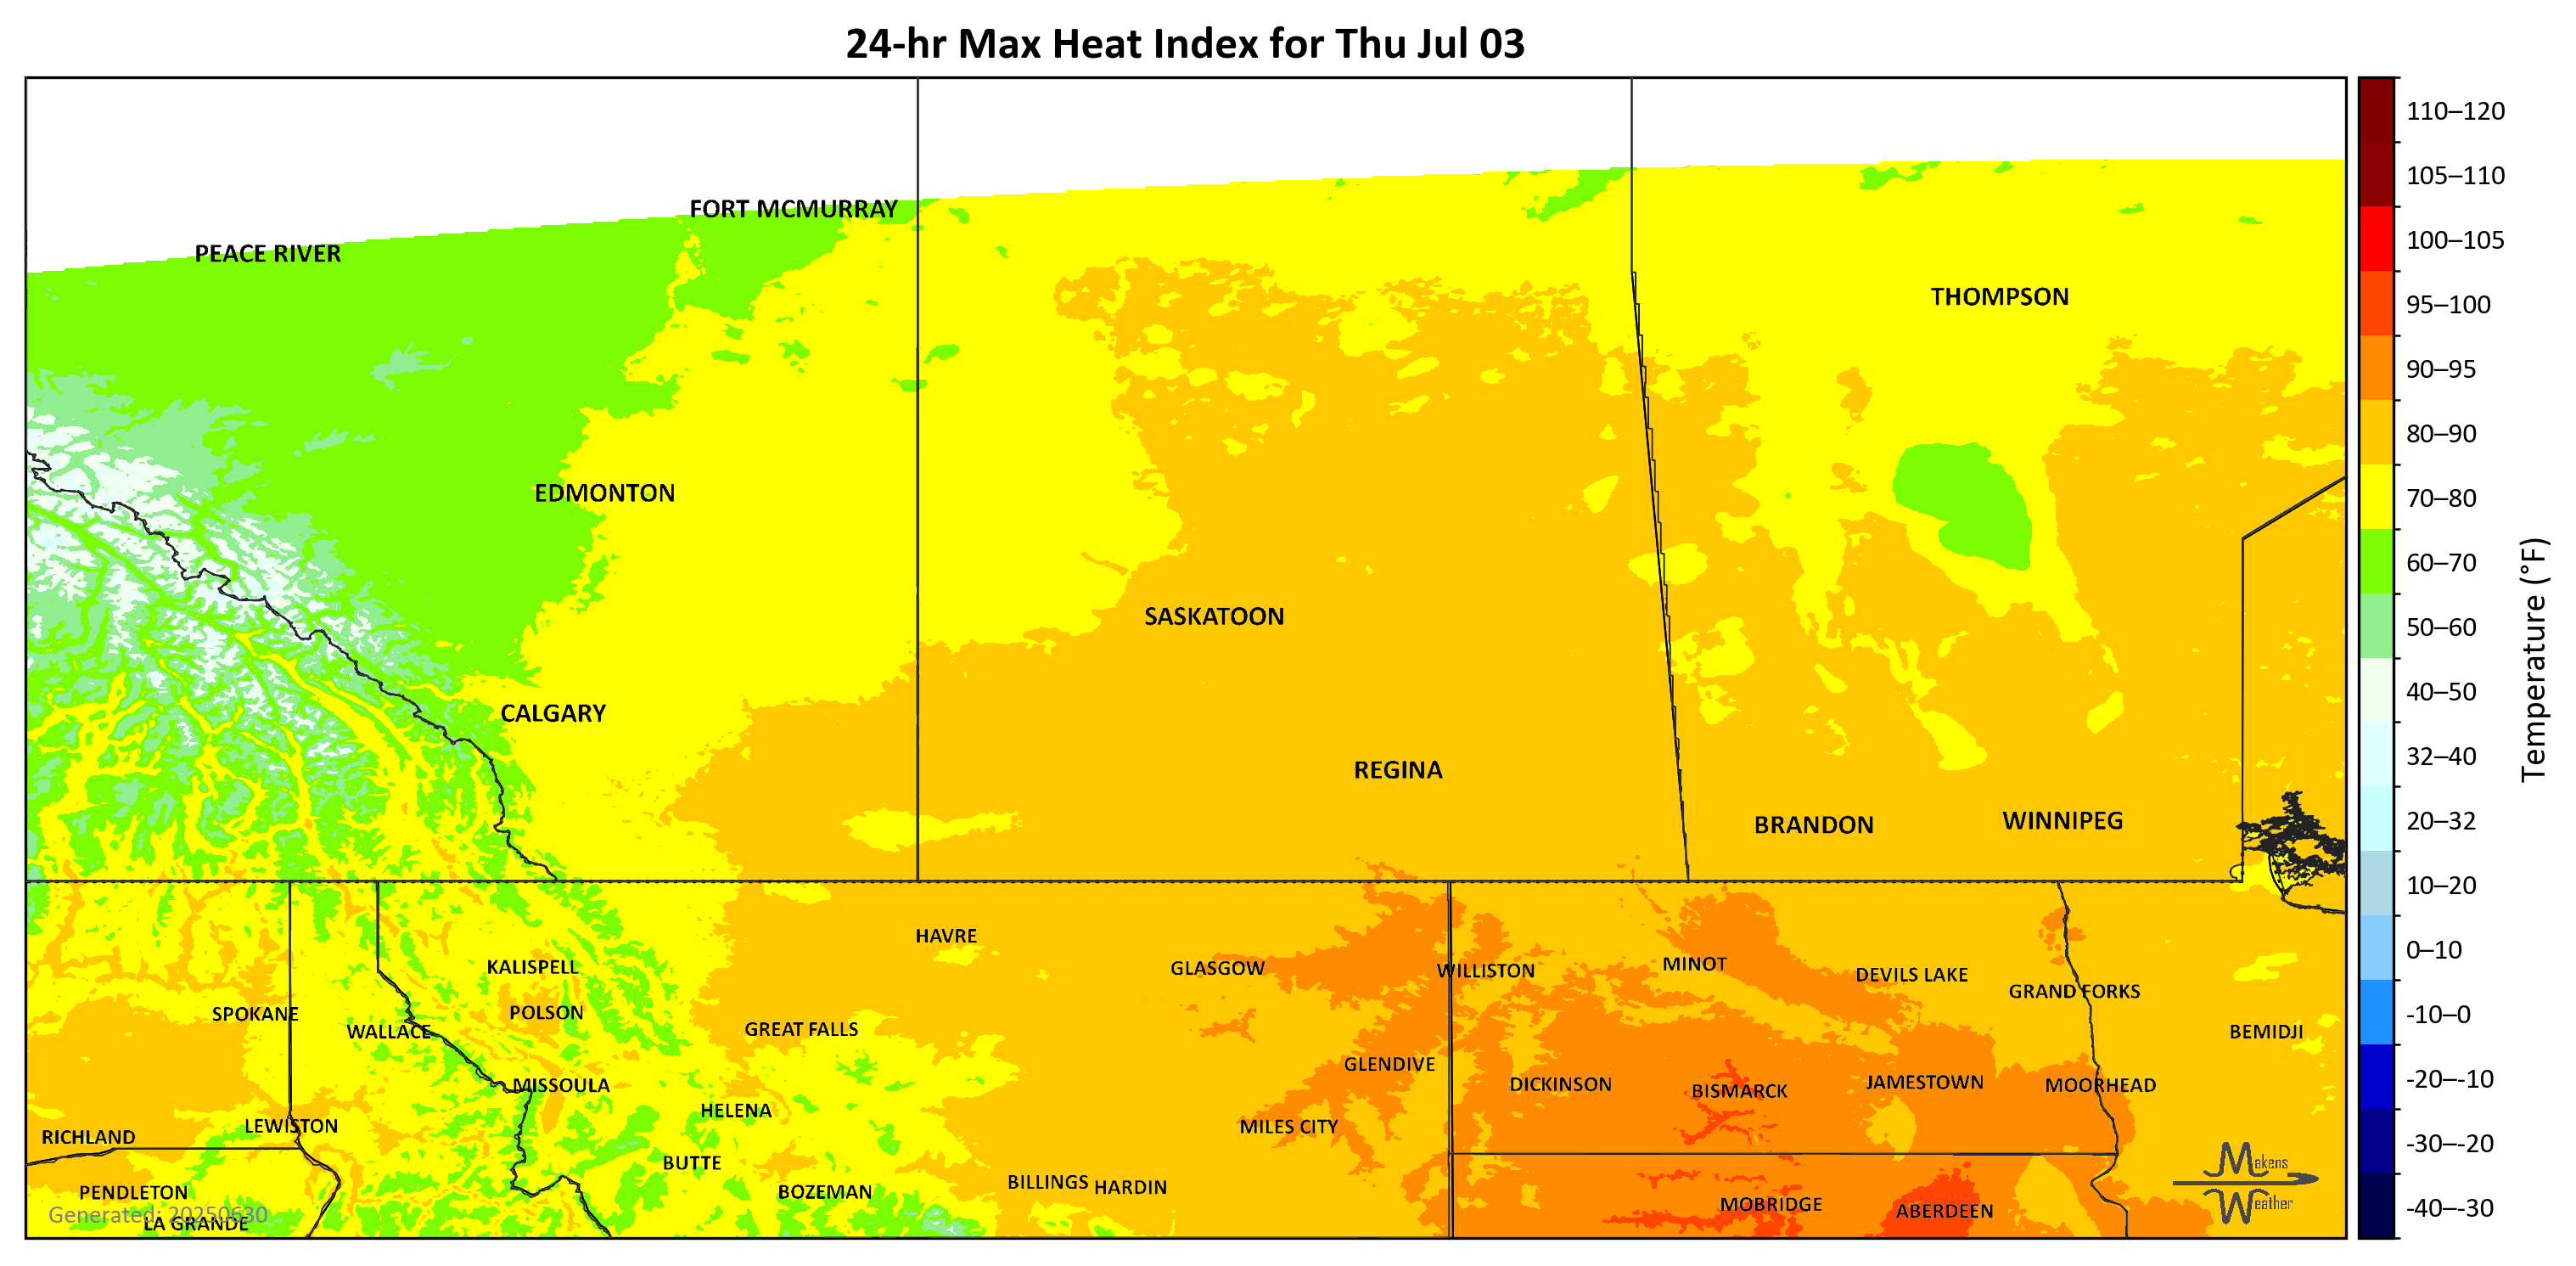 24-hr Max Heat Index for Thu Jul 03
110–120
105–110
100–105
95–100
90–95
80–90
70–80
60–70
50–60
40–50
32–40
20–32
10–20
0–10
-10–0
-20–-10
-30–-20
-40–-30
Temperature (°F)
FORT MCMURRAY
PEACE RIVER
THOMPSON
EDMONTON
SASKATOON
CALGARY
REGINA
BRANDON
WINNIPEG
HAVRE
KALISPELL
GLASGOW
WILLISTON
MINOT
DEVILS LAKE
GRAND FORKS
SPOKANE
POLSON
WALLACE
GREAT FALLS
BEMIDJI
GLENDIVE
MISSOULA
DICKINSON
BISMARCK
JAMESTOWN
MOORHEAD
HELENA
LEWISTON
MILES CITY
RICHLAND
BUTTE
BILLINGS
HARDIN
PENDLETON
BOZEMAN
MOBRIDGE
ABERDEEN
LA GRANDE
Generated: 20250630
Makens
Weather